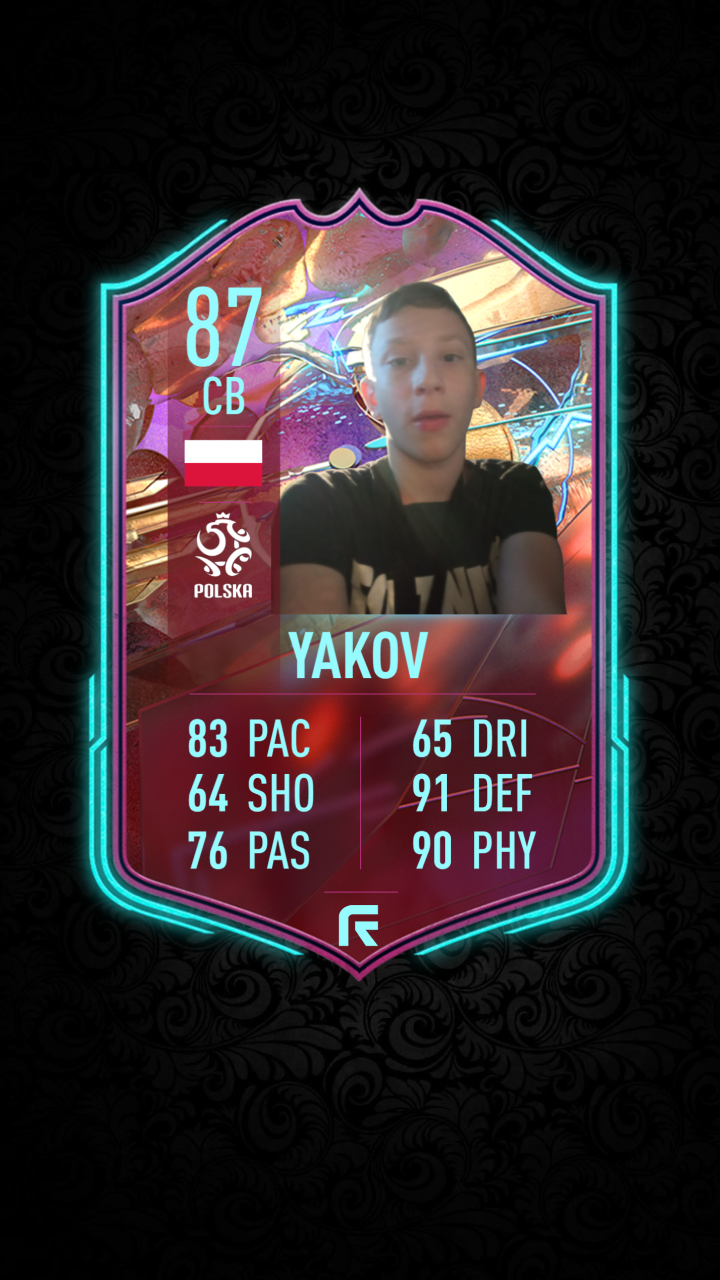 87
CB
POLSKA
YAKOV
83 PAC
64 SHO
76 PAS
65 DRI
91 DEF
90 PHY